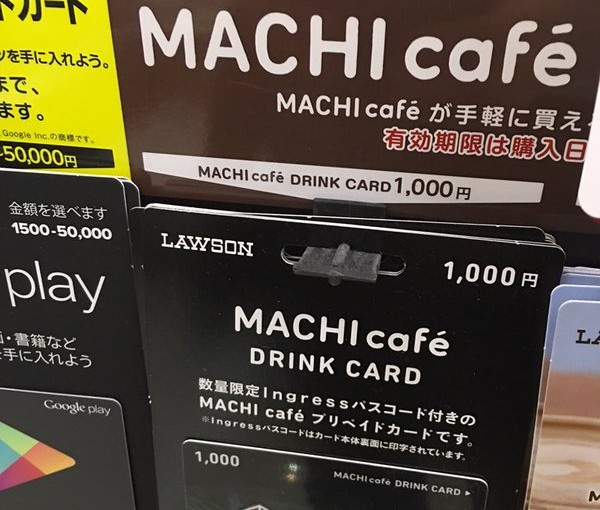 ドカード
ツを手に入れよう。
まで、
ます。
Google Inc.の商標です。
50,000円
MACHI café
MACHI café が手軽に買え
有効期限は購入日
MACHI café DRINK CARD 1,000円
金額を選べます
1500-50,000
play
・書籍など
を手に入れよう
Google play
LAWSON
1,000円
MACHI café
DRINK CARD
数量限定Ingressパスコード付きの
MACHI café プリペイドカードです。
※Ingressパスコードはカード本体裏面に印字されています。
1,000
MACHI café DRINK CARD ▸
LA
M